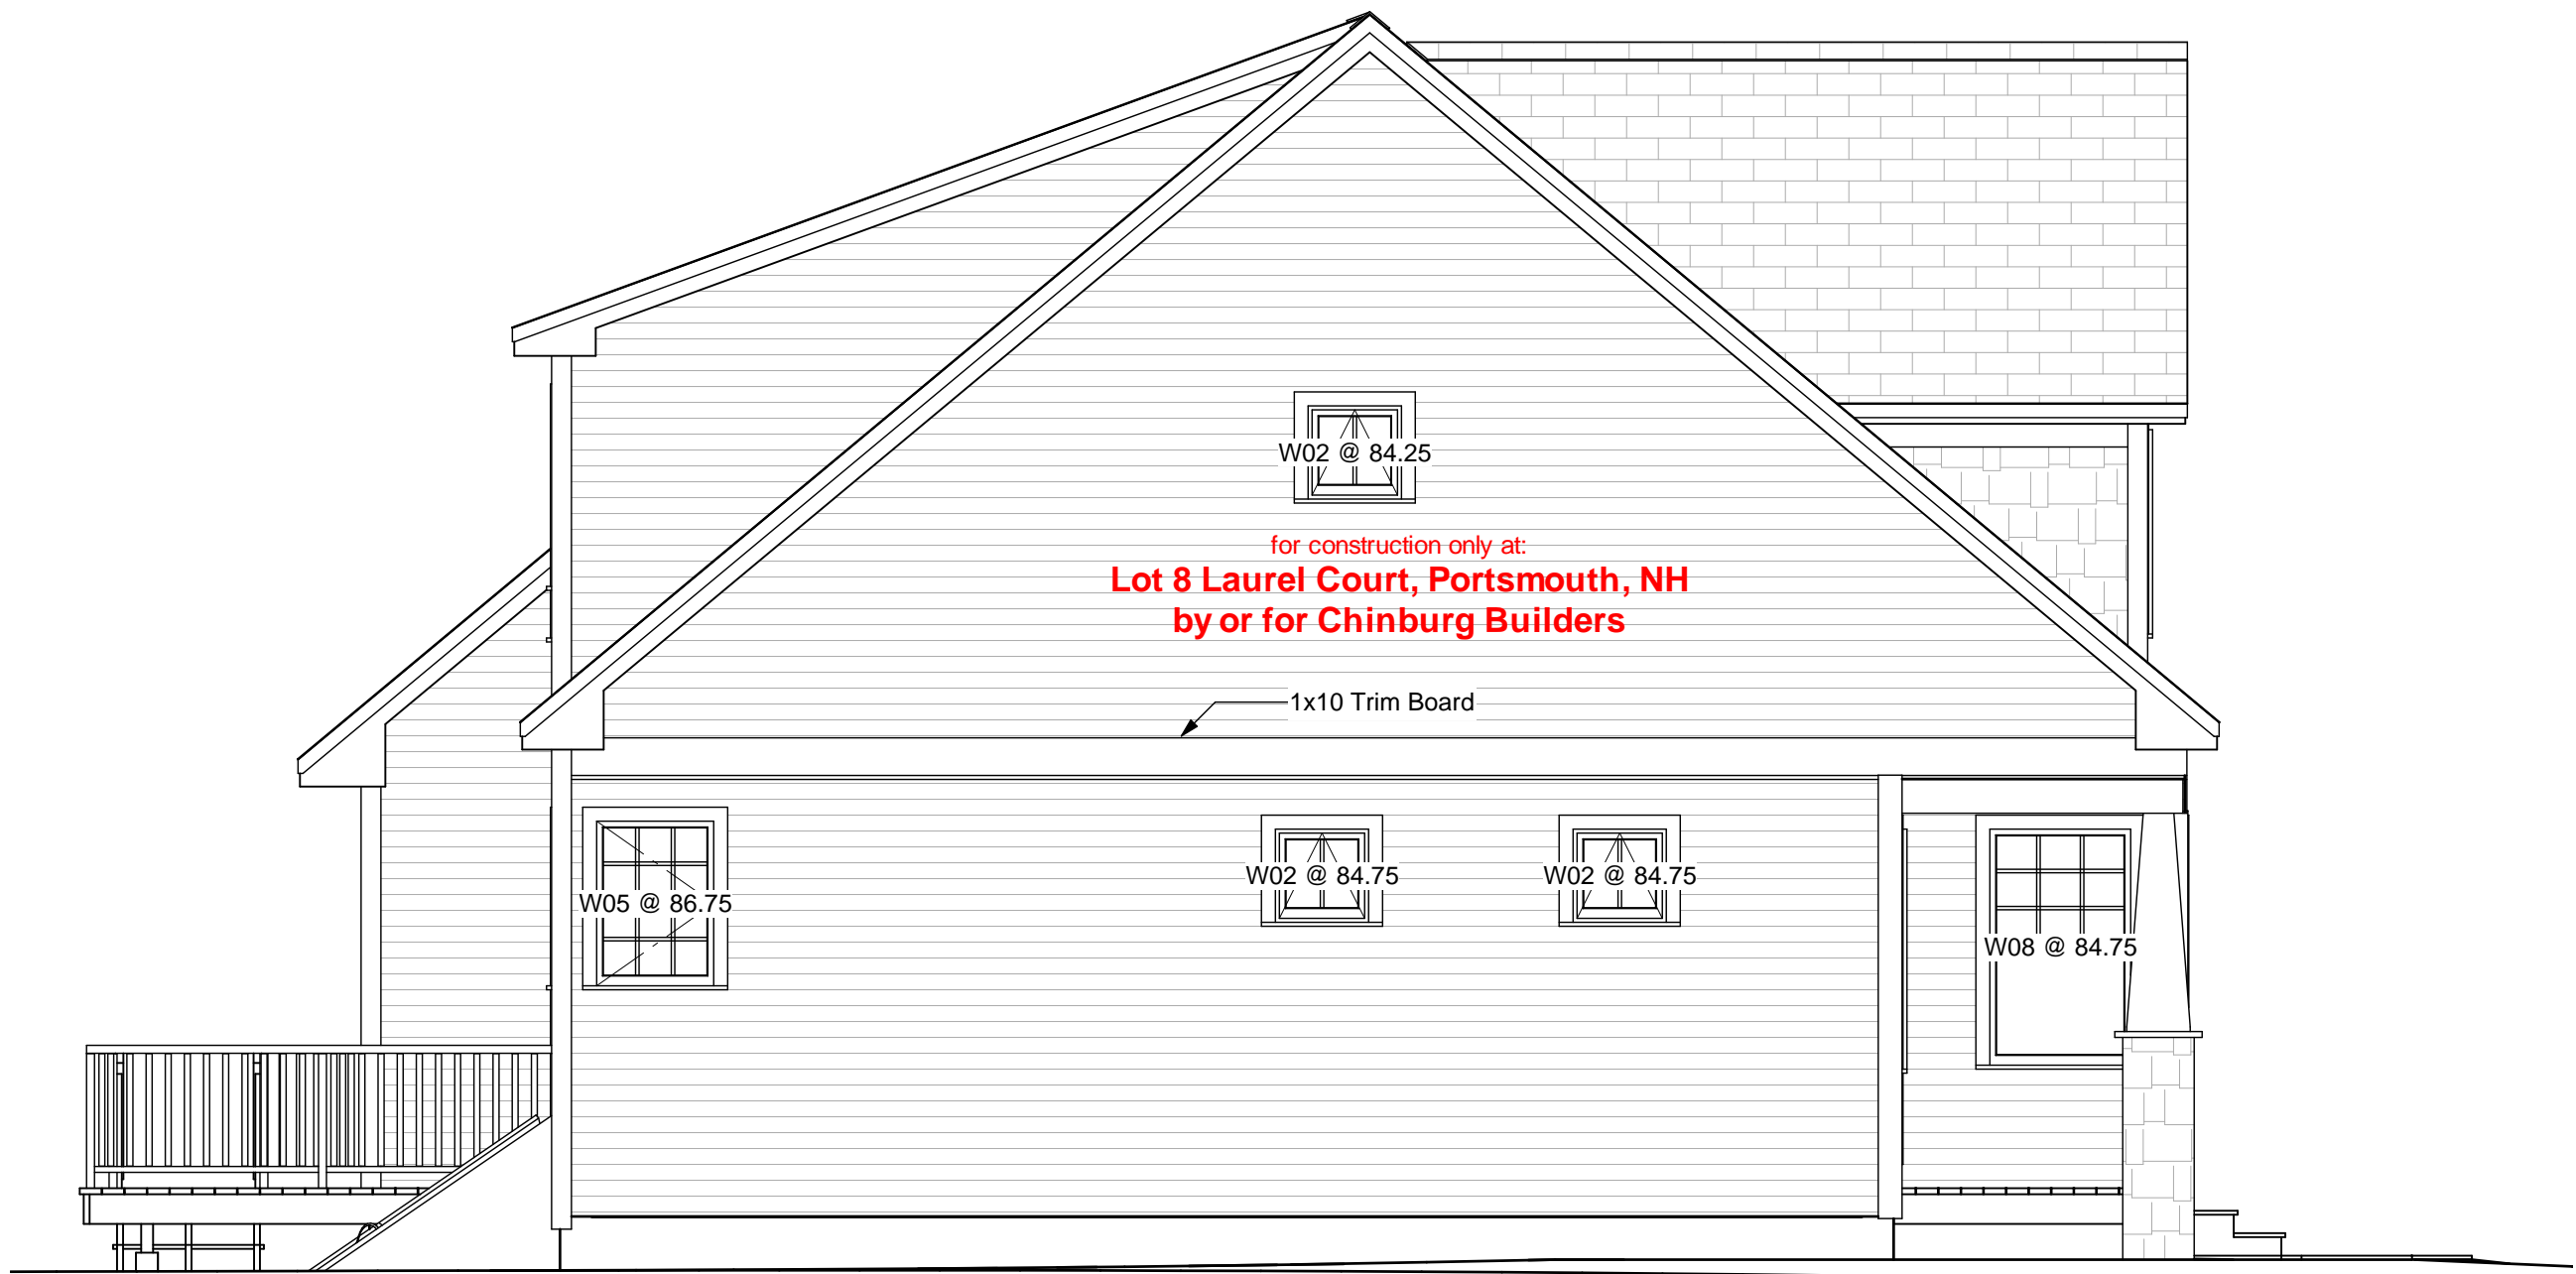 W02 @ 84.25
for construction only at:
Lot 8 Laurel Court, Portsmouth, NH
by or for Chinburg Builders
1x10 Trim Board
W05 @ 86.75
W02 @ 84.75
W02 @ 84.75
W08 @ 84.75